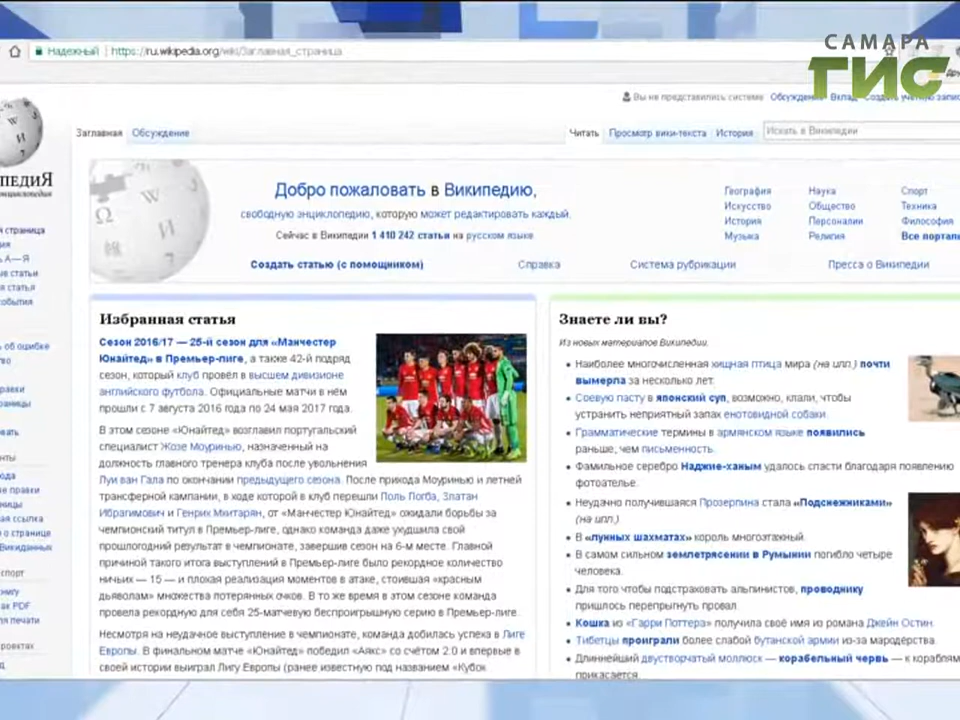 САМАРА
ГИС
Надежный https://ru.wikipedia.org/wiki/Заглавная_страница
Вы не представились системе Обсуждение Вклад Создать учётную запись
Заглавная Обсуждение
Читать Просмотр вики-текста История Искать в Википедии
Добро пожаловать в Википедию,
свободную энциклопедию, которую может редактировать каждый.
Сейчас в Википедии 1 410 242 статьи на русском языке
География Наука Спорт
Искусство Общество Техника
История Персоналии Философия
Музыка Религия Все порталы
Создать статью (с помощником) Справка Система рубрикации Пресса о Википедии
Избранная статья
Сезон 2016/17 — 25-й сезон для «Манчестер
Юнайтед» в Премьер-лиге, а также 42-й подряд
сезон, который клуб провёл в высшем дивизионе
английского футбола. Официальные матчи в нём
прошли с 7 августа 2016 года по 24 мая 2017 года.
В этом сезоне «Юнайтед» возглавил португальский
специалист Жозе Моуринью, назначенный на
должность главного тренера клуба после увольнения
Луи ван Гала по окончании предыдущего сезона. После прихода Моуринью и летней
трансферной кампании, в ходе которой в клуб перешли Поль Погба, Златан
Ибрагимович и Генрих Мхитарян, от «Манчестер Юнайтед» ожидали борьбы за
чемпионский титул в Премьер-лиге, однако команда даже ухудшила свой
прошлогодний результат в чемпионате, завершив сезон на 6-м месте. Главной
причиной такого итога выступлений в Премьер-лиге было рекордное количество
ничьих — 15 — и плохая реализация моментов в атаке, стоившая «красным
дьяволам» множества потерянных очков. В то же время в этом сезоне команда
провела рекордную для себя 25-матчевую беспроигрышную серию в Премьер-лиге.
Несмотря на неудачное выступление в чемпионате, команда добилась успеха в Лиге
Европы. В финальном матче «Юнайтед» победил «Аякс» со счётом 2:0 и впервые в
своей истории выиграл Лигу Европы (ранее известную под названием «Кубок
Знаете ли вы?
Из новых материалов Википедии.
Наиболее многочисленная хищная птица мира (на илл.) почти
вымерла за несколько лет.
Соевую пасту в японский суп, возможно, клали, чтобы
устранить неприятный запах енотовидной собаки.
Грамматические термины в армянском языке появились
раньше, чем письменность.
Фамильное серебро Наджие-ханым удалось спасти благодаря появлению
фотоателье.
Неудачно получившаяся Прозерпина стала «Подснежниками»
(на илл.)
В «лунных шахматах» король многоэтажный.
В самом сильном землетрясении в Румынии погибло четыре
человека.
Для того чтобы подстраховать альпинистов, проводнику
пришлось перепрыгнуть провал.
Кошка из «Гарри Поттера» получила своё имя из романа Джейн Остин.
Тибетцы проиграли более слабой бутанской армии из-за мародёрства.
Длиннейший двустворчатый моллюск — корабельный червь — к кораблям
прикасается.